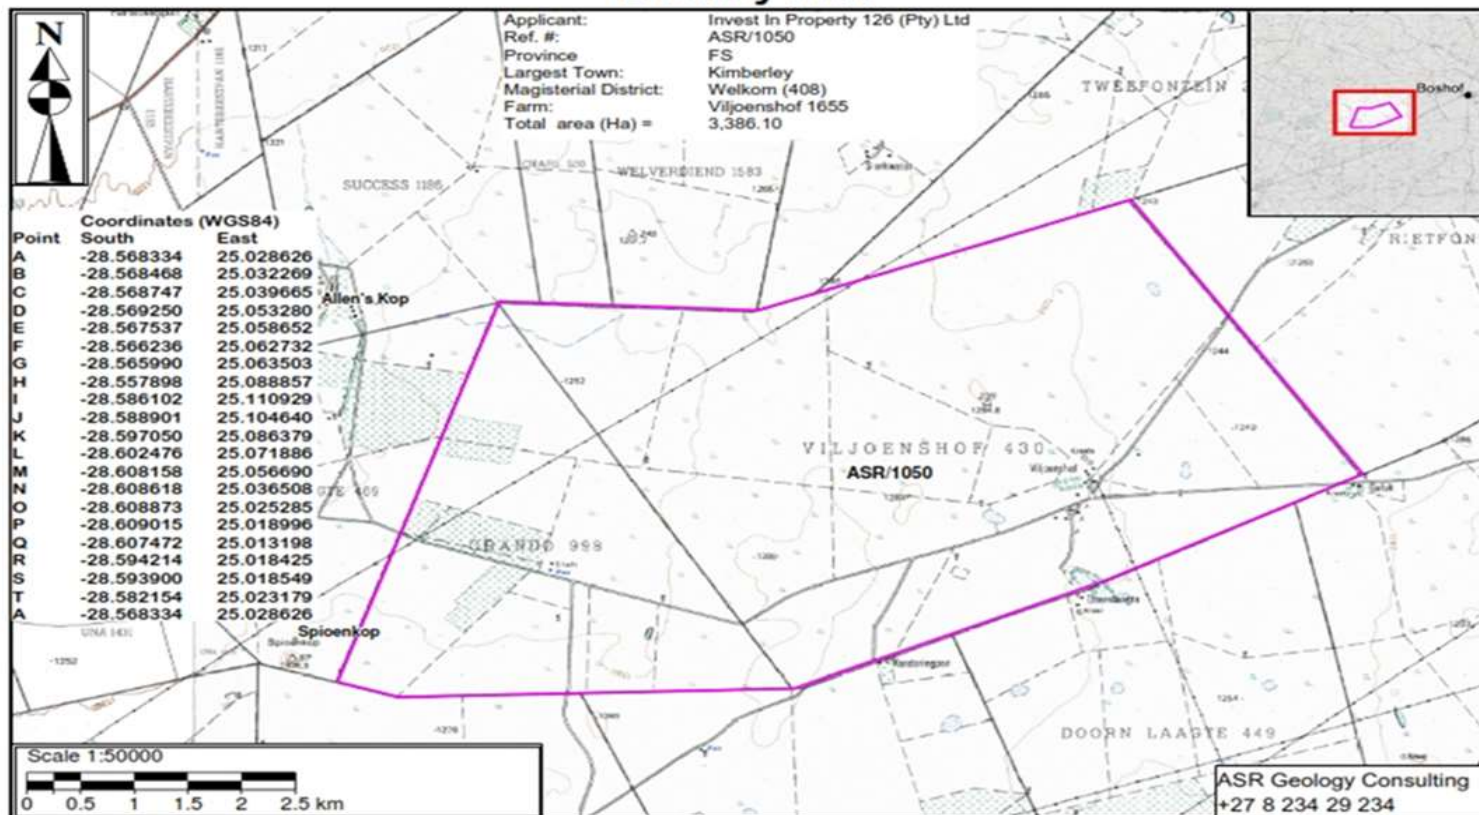 N
Applicant: Invest In Property 126 (Pty) Ltd
Ref. #: ASR/1050
Province FS
Largest Town: Kimberley
Magisterial District: Welkom (408)
Farm: Viljoenshof 1655
Total area (Ha) = 3,386.10
Boshof
TWEEFONTEIN
SUCCESS 1186
WELVERDIEND 1583
Coordinates (WGS84)
Point South East
A -28.568334 25.028626
B -28.568468 25.032269
C -28.568747 25.039665
D -28.569250 25.053280
E -28.567537 25.058652
F -28.566236 25.062732
G -28.565990 25.063503
H -28.557898 25.088857
I -28.586102 25.110929
J -28.588901 25.104640
K -28.597050 25.086379
L -28.602476 25.071886
M -28.608158 25.056690
N -28.608618 25.036508
O -28.608873 25.025285
P -28.609015 25.018996
Q -28.607472 25.013198
R -28.594214 25.018425
S -28.593900 25.018549
T -28.582154 25.023179
A -28.568334 25.028626
Allen's Kop
RIETFON
1244
VILJOENSHOF 430
ASR/1050
Viljoenshof
GRANDO 998
Spioenkop
Spioenkop
DOORN LAAGTE 449
Scale 1:50000
0 0.5 1 1.5 2 2.5 km
ASR Geology Consulting
+27 8 234 29 234